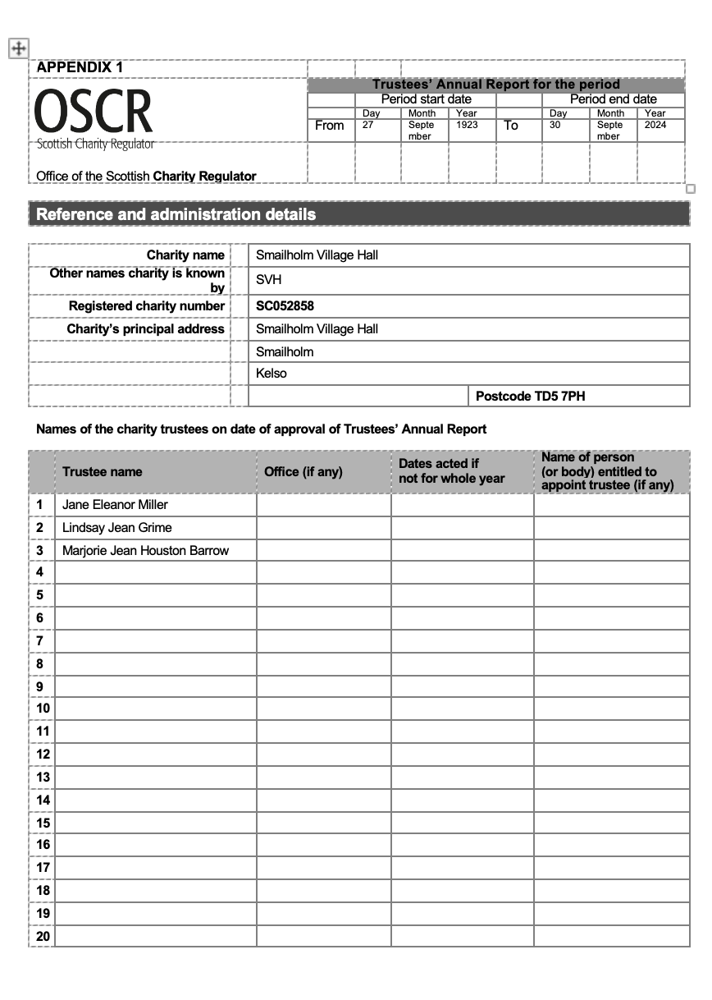 APPENDIX 1
OSCR
Scottish Charity Regulator
Office of the Scottish Charity Regulator
Trustees' Annual Report for the period
Period start date Period end date
Day Month Year Day Month Year
From 27 Septe 1923 To 30 Septe 2024
mber mber
Reference and administration details
Charity name Smailholm Village Hall
Other names charity is known
by SVH
Registered charity number SC052858
Charity's principal address Smailholm Village Hall
Smailholm
Kelso
Postcode TD5 7PH
Names of the charity trustees on date of approval of Trustees' Annual Report
Trustee name Office (if any) Dates acted if
not for whole year Name of person
(or body) entitled to
appoint trustee (if any)
1 Jane Eleanor Miller
2 Lindsay Jean Grime
3 Marjorie Jean Houston Barrow
4
5
6
7
8
9
10
11
12
13
14
15
16
17
18
19
20